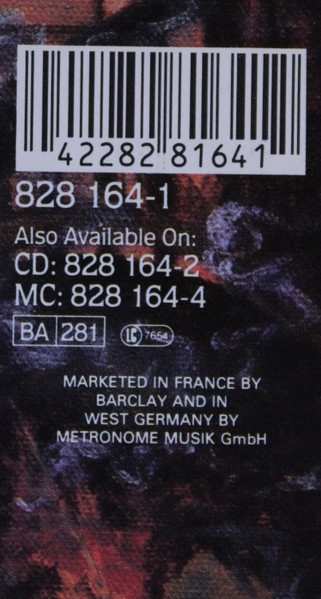 42282 81641
828 164-1
Also Available On:
CD: 828 164-2
MC: 828 164-4
BA 281 LC 7654
MARKETED IN FRANCE BY
BARCLAY AND IN
WEST GERMANY BY
METRONOME MUSIK GmbH